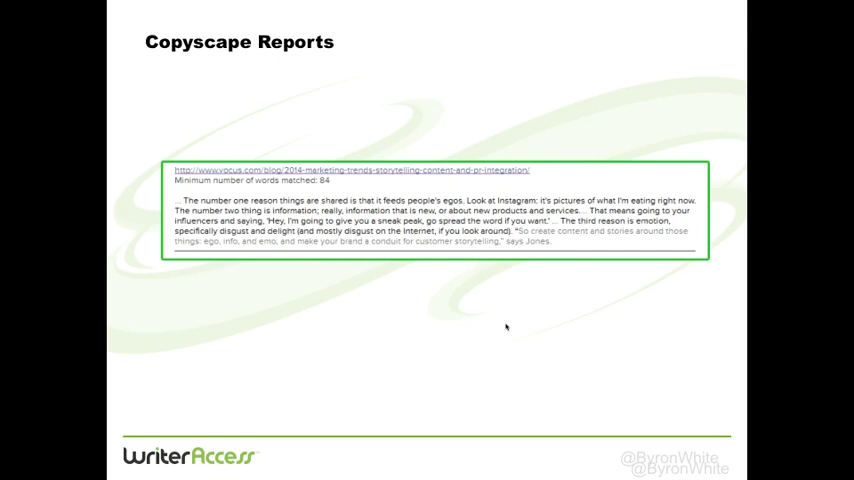 Copyscape Reports
http://www.vocus.com/blog/2014-marketing-trends-storytelling-content-and-pr-integration/
Minimum number of words matched: 84
... The number one reason things are shared is that it feeds people's egos. Look at Instagram: it's pictures of what I'm eating right now.
The number two thing is information; really, information that is new, or about new products and services.... That means going to your
influencers and saying, 'Hey, I'm going to give you a sneak peak, go spread the word if you want.' ... The third reason is emotion,
specifically disgust and delight (and mostly disgust on the Internet, if you look around). "So create content and stories around those
things: ego, info, and emo, and make your brand a conduit for customer storytelling," says Jones.
WriterAccess
@ByronWhite
@ByronWhite